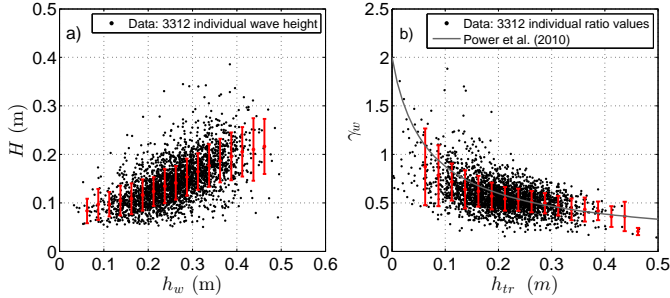 a)
Data: 3312 individual wave height
0.5
0.4
0.3
0.2
0.1
0
H (m)
0 0.1 0.2 0.3 0.4 0.5 0.6
h_w (m)
b)
Data: 3312 individual ratio values
Power et al. (2010)
2.5
2
1.5
1
0.5
0
γ_w
0 0.1 0.2 0.3 0.4 0.5
h_tr (m)